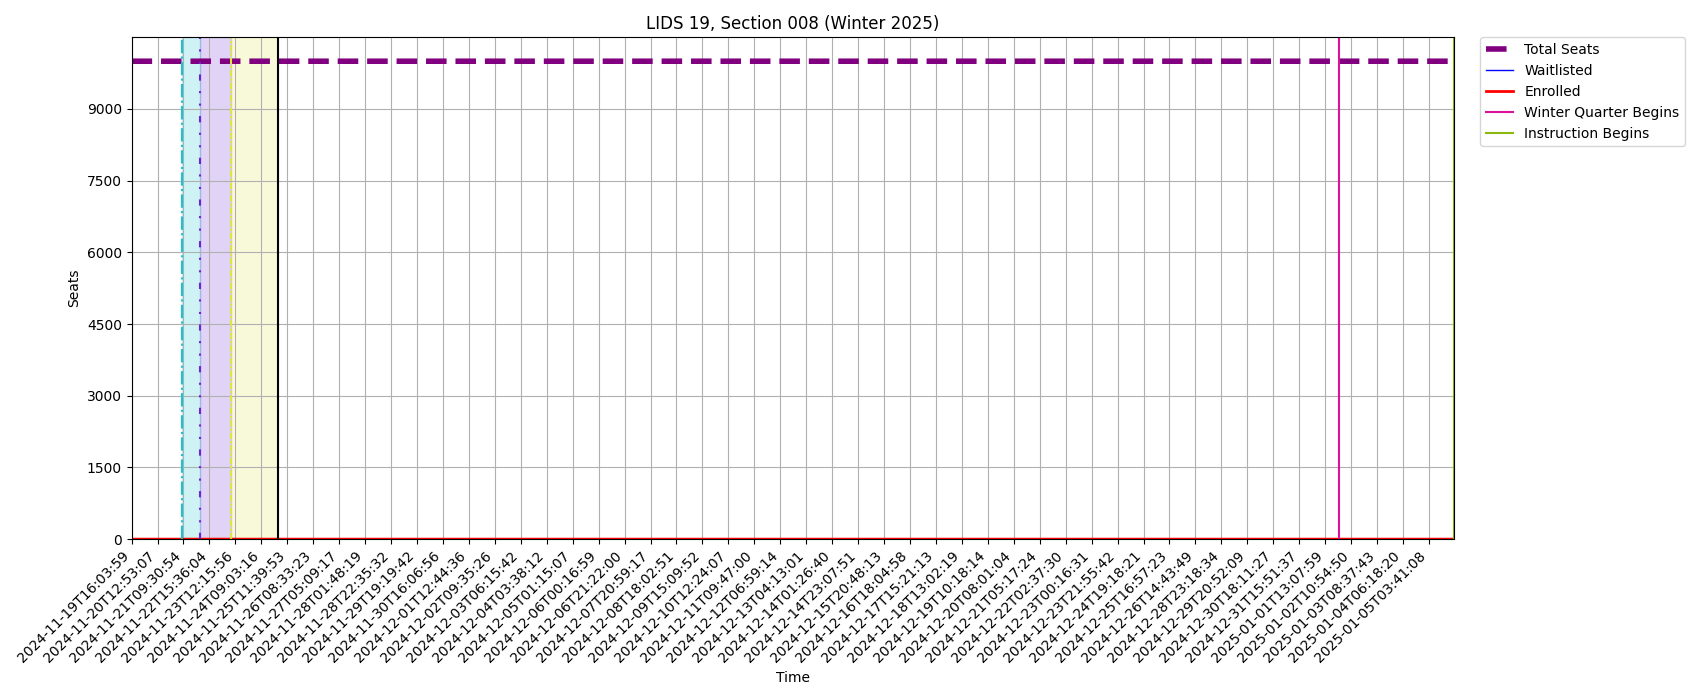 LIDS 19, Section 008 (Winter 2025)
Total Seats
Waitlisted
Enrolled
Winter Quarter Begins
Instruction Begins
Seats
9000
7500
6000
4500
3000
1500
0
2024-11-19T16:03:59
2024-11-20T12:53:07
2024-11-21T09:30:54
2024-11-22T15:36:04
2024-11-23T12:15:56
2024-11-24T09:03:16
2024-11-25T11:39:53
2024-11-26T08:33:23
2024-11-27T05:09:17
2024-11-28T01:48:19
2024-11-28T22:35:32
2024-11-29T19:19:42
2024-11-30T16:06:56
2024-12-01T12:44:36
2024-12-02T09:35:26
2024-12-03T06:15:42
2024-12-04T03:38:12
2024-12-05T01:15:07
2024-12-06T00:16:59
2024-12-06T21:22:00
2024-12-07T20:59:17
2024-12-08T18:02:51
2024-12-09T15:09:52
2024-12-10T12:24:07
2024-12-11T09:47:00
2024-12-12T06:59:14
2024-12-13T04:13:01
2024-12-14T01:26:40
2024-12-14T23:07:51
2024-12-15T20:48:13
2024-12-16T18:04:58
2024-12-17T15:21:13
2024-12-18T13:02:19
2024-12-19T10:18:14
2024-12-20T08:01:04
2024-12-21T05:17:24
2024-12-22T02:37:30
2024-12-23T00:16:31
2024-12-23T21:55:42
2024-12-24T19:18:21
2024-12-25T16:57:23
2024-12-26T14:43:49
2024-12-28T23:18:34
2024-12-29T20:52:09
2024-12-30T18:11:27
2024-12-31T15:51:37
2025-01-01T13:07:59
2025-01-02T10:54:50
2025-01-03T08:37:43
2025-01-04T06:18:20
2025-01-05T03:41:08
Time